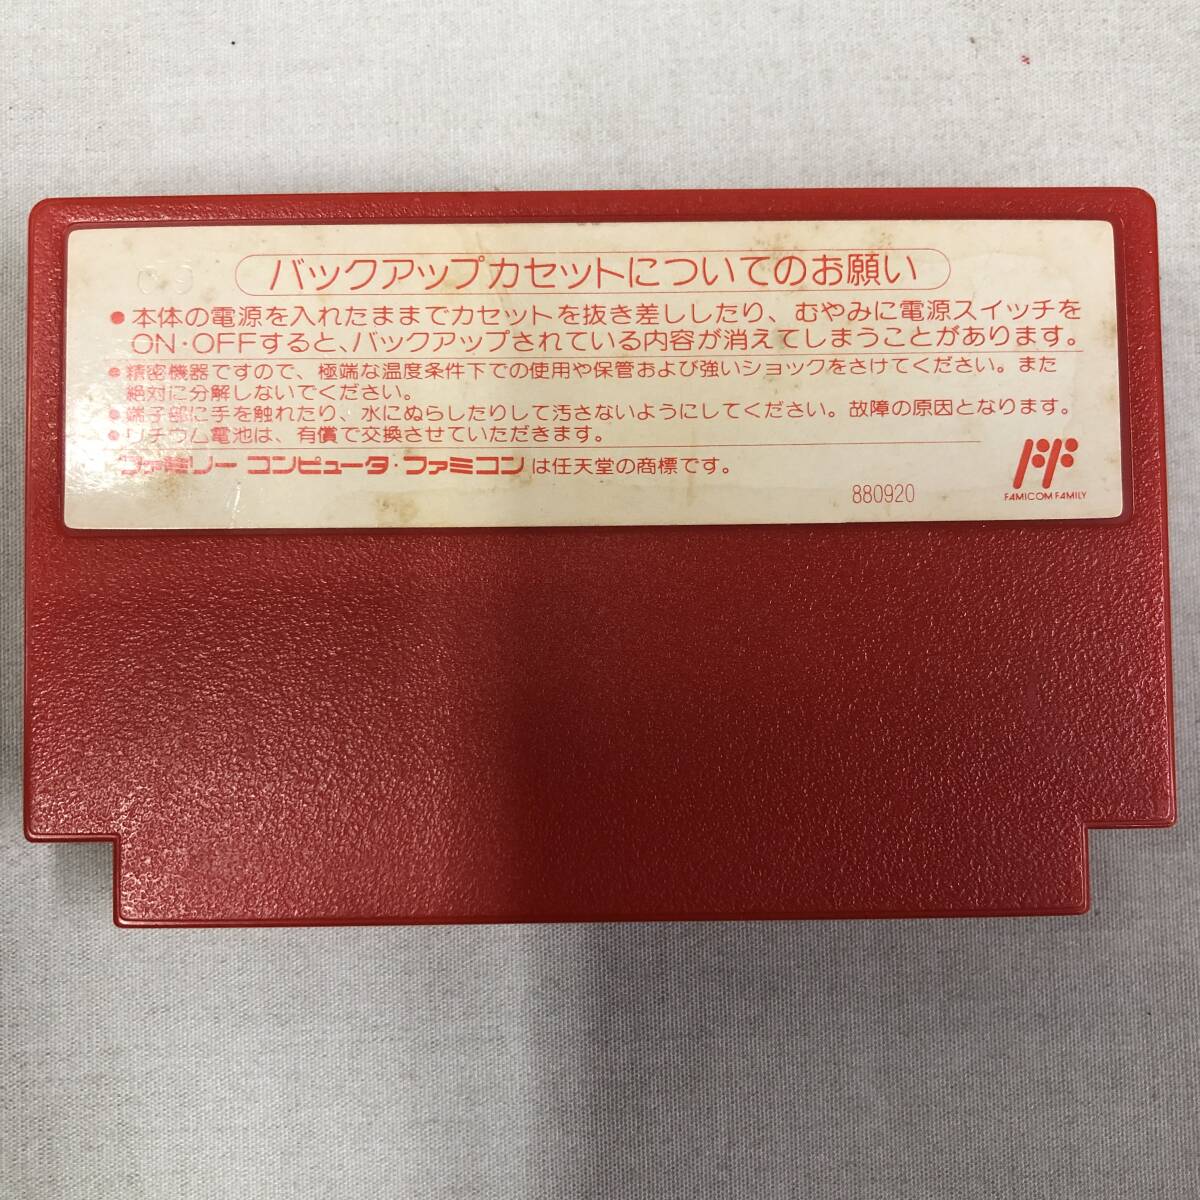 バックアップカセットについてのお願い
●本体の電源を入れたままでカセットを抜き差ししたり、むやみに電源スイッチを
ON・OFFすると、バックアップされている内容が消えてしまうことがあります。
●精密機器ですので、極端な温度条件下での使用や保管および強いショックをさけてください。また
絶対に分解しないでください。
●端子部に手を触れたり、水にぬらしたりして汚さないようにしてください。故障の原因となります。
●リチウム電池は、有償で交換させていただきます。
ファミリーコンピュータ・ファミコンは任天堂の商標です。
880920
FAMICOM FAMILY